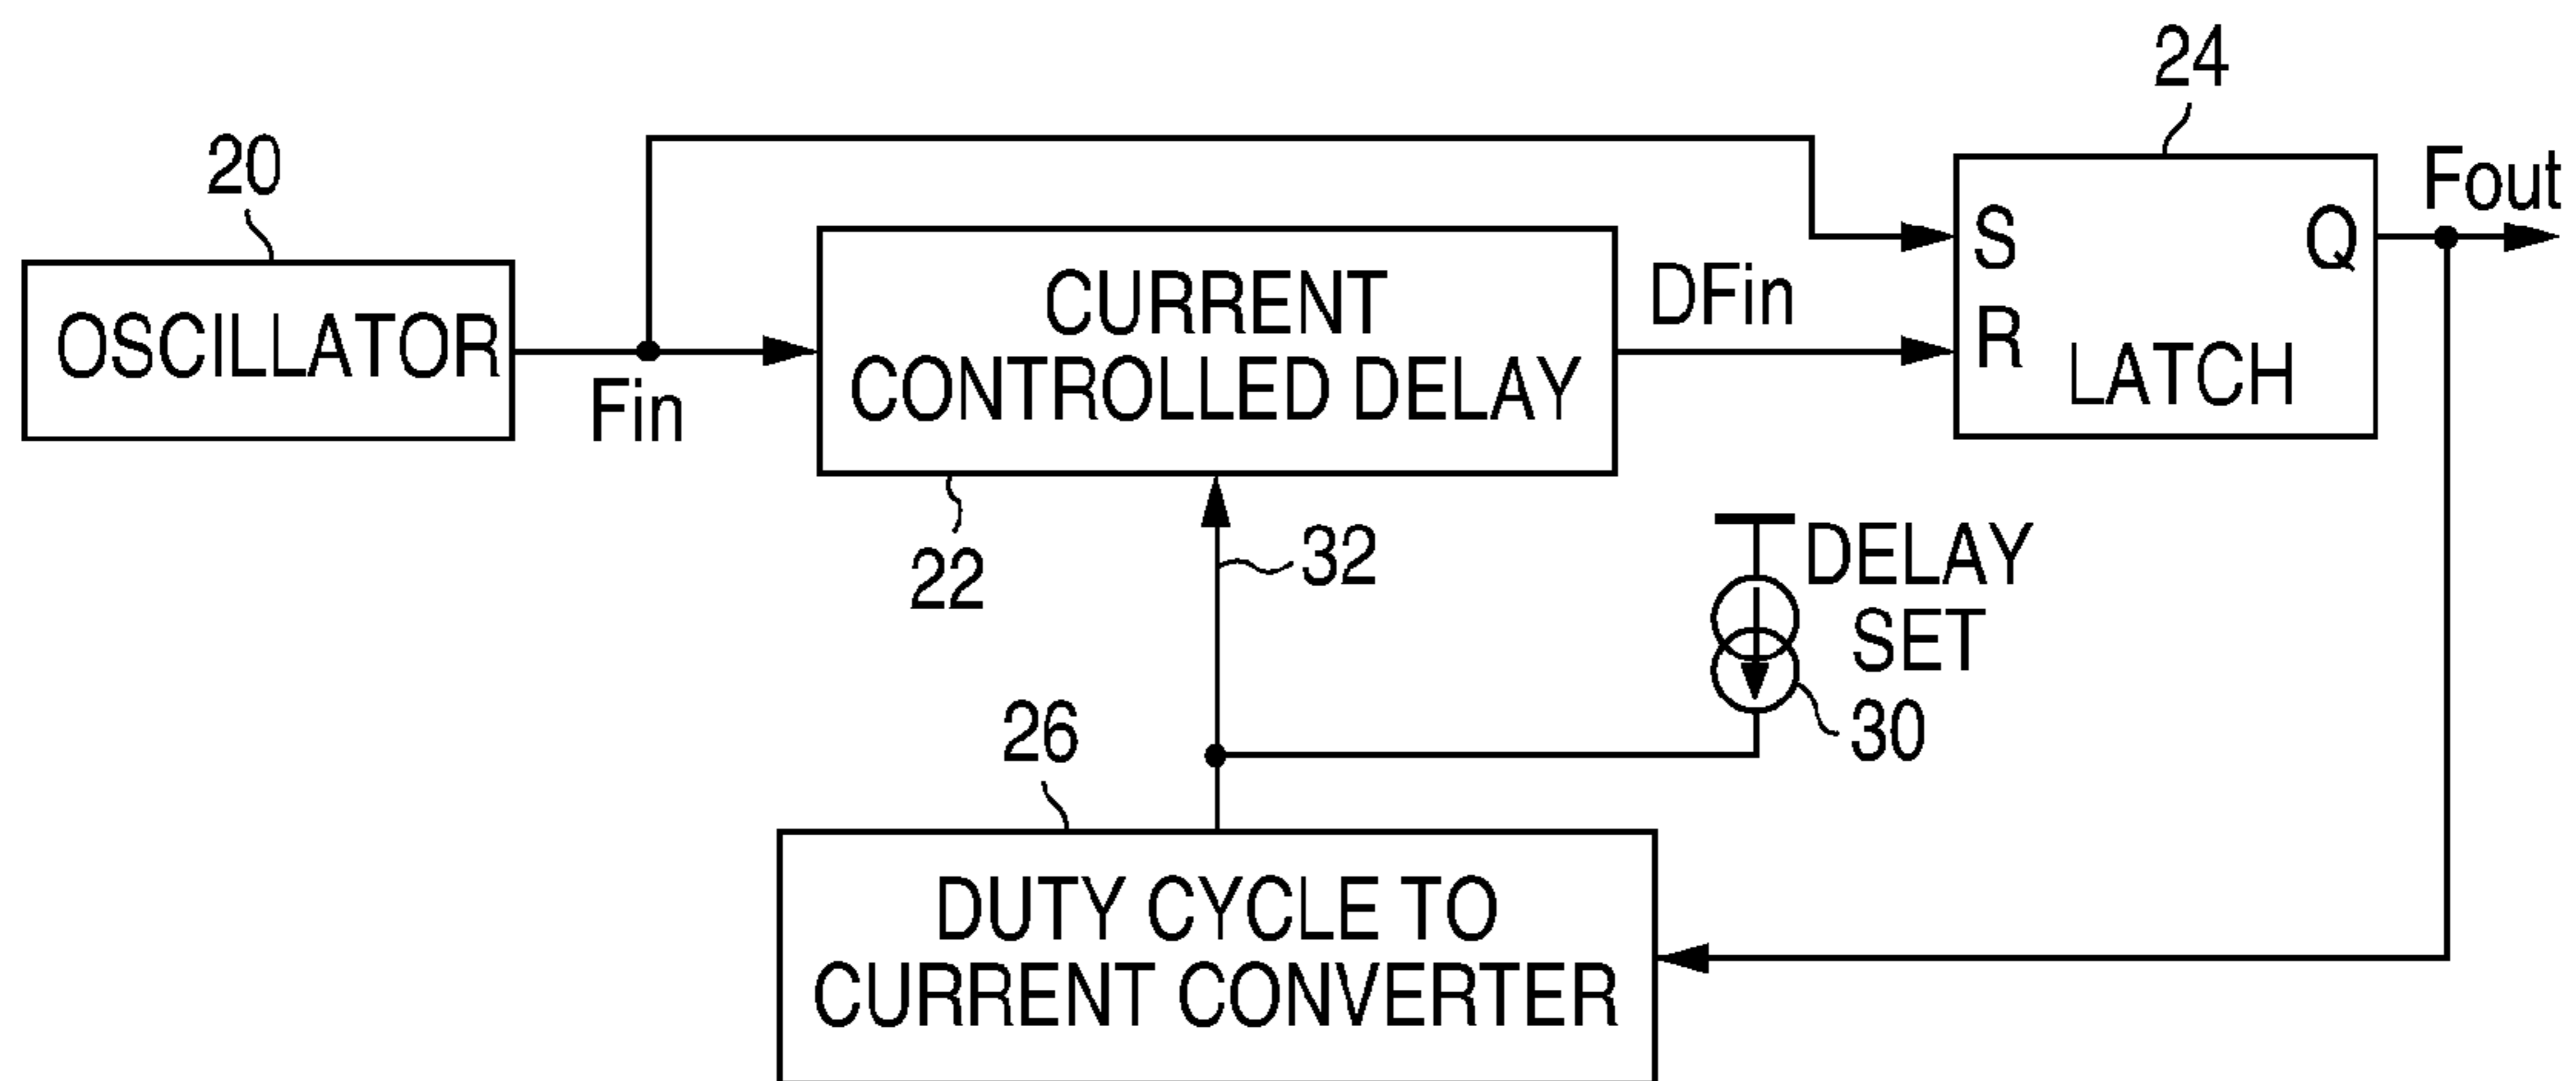 24
20
Fout
S
Q
CURRENT
DFin
OSCILLATOR
R
LATCH
CONTROLLED DELAY
Fin
DELAY
32
22
SET
26
30
DUTY CYCLE TO
CURRENT CONVERTER